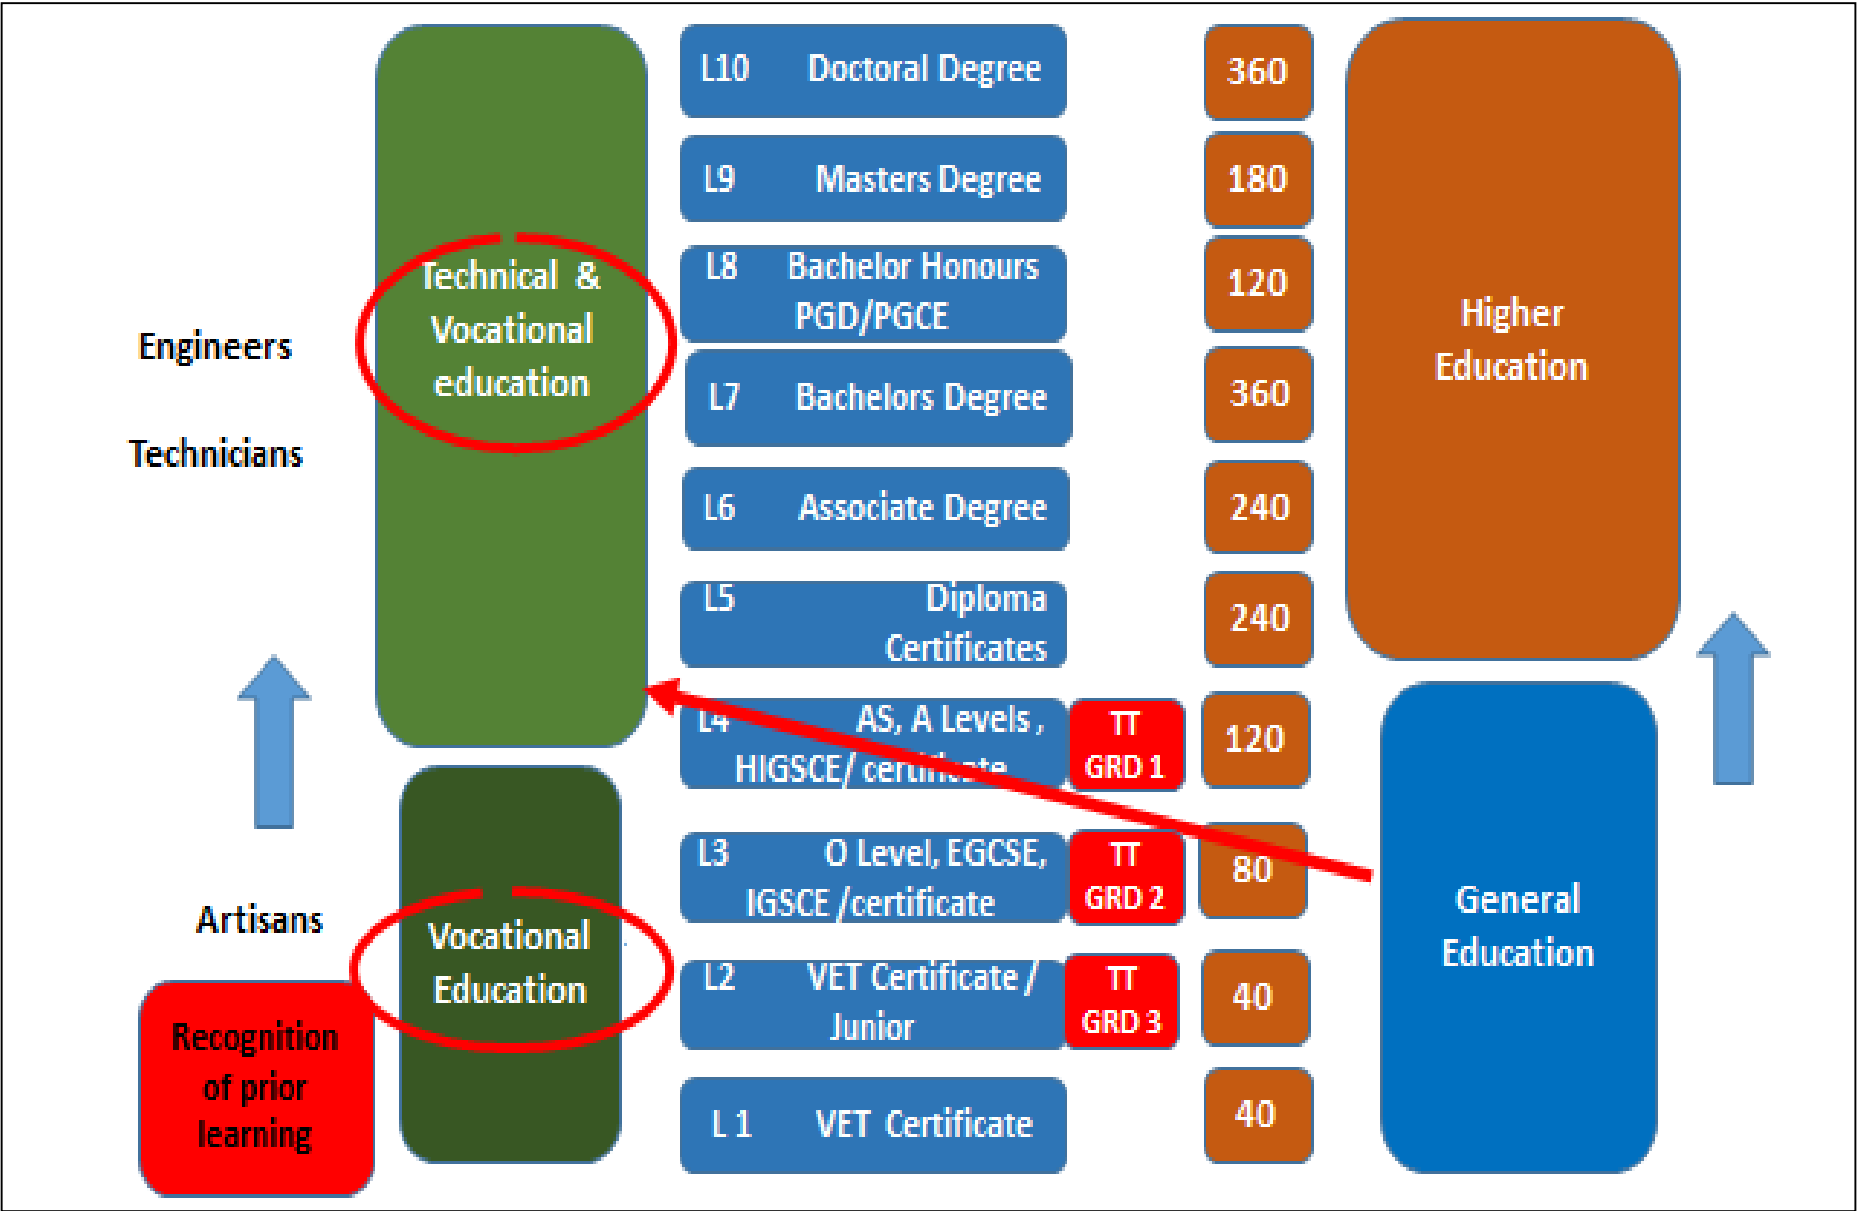 L10 Doctoral Degree
360
L9 Masters Degree
180
L8 Bachelor Honours
PGD/PGCE
120
L7 Bachelors Degree
360
L6 Associate Degree
240
L5 Diploma
Certificates
240
L4 AS, A Levels ,
HIGSCE/ certificate
TT
GRD 1
120
L3 O Level, EGCSE,
IGSCE /certificate
TT
GRD 2
80
L2 VET Certificate /
Junior
TT
GRD 3
40
L 1 VET Certificate
40
Technical &
Vocational
education
Vocational
Education
Engineers
Technicians
Artisans
Recognition
of prior
learning
Higher
Education
General
Education